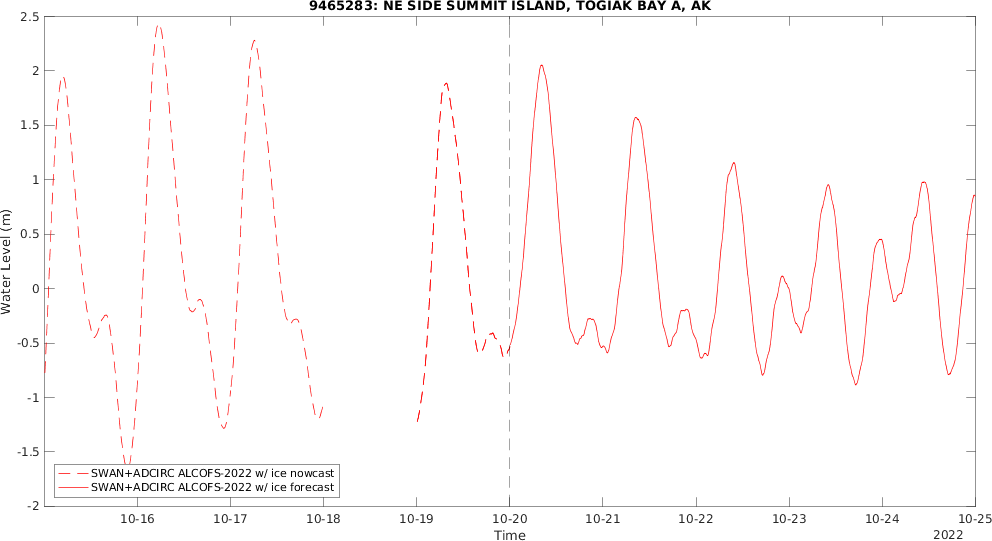 9465283: NE SIDE SUMMIT ISLAND, TOGIAK BAY A, AK
2.5
2
1.5
1
0.5
0
-0.5
-1
-1.5
-2
Water Level (m)
SWAN+ADCIRC ALCOFS-2022 w/ ice nowcast
SWAN+ADCIRC ALCOFS-2022 w/ ice forecast
10-16 10-17 10-18 10-19 10-20 10-21 10-22 10-23 10-24 10-25
Time
2022